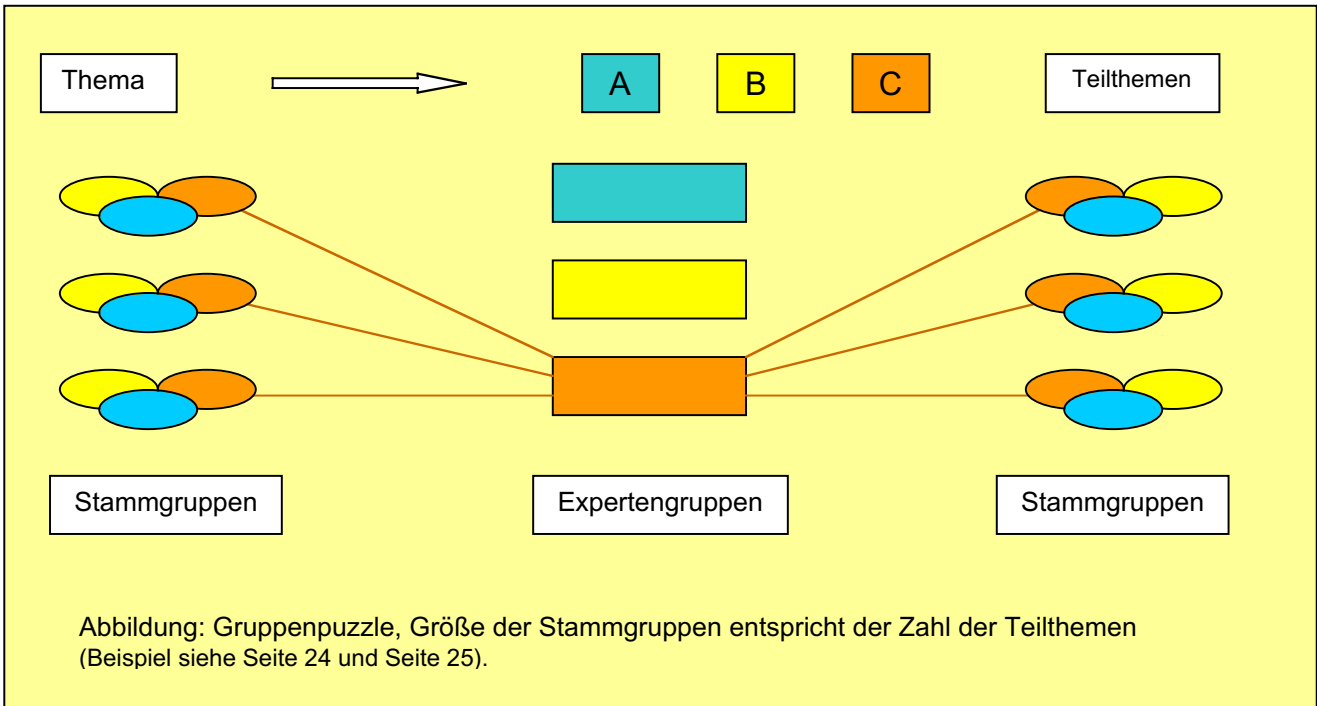 Thema
A
B
C
Teilthemen
Stammgruppen
Expertengruppen
Stammgruppen
Abbildung: Gruppenpuzzle, Größe der Stammgruppen entspricht der Zahl der Teilthemen
(Beispiel siehe Seite 24 und Seite 25).